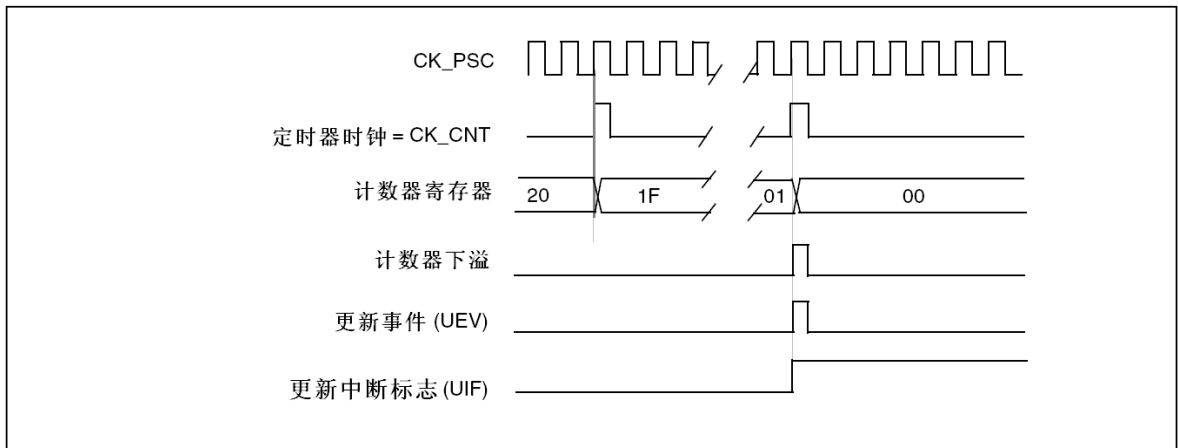 CK_PSC
定时器时钟 = CK_CNT
计数器寄存器 20 1F 01 00
计数器下溢
更新事件 (UEV)
更新中断标志 (UIF)